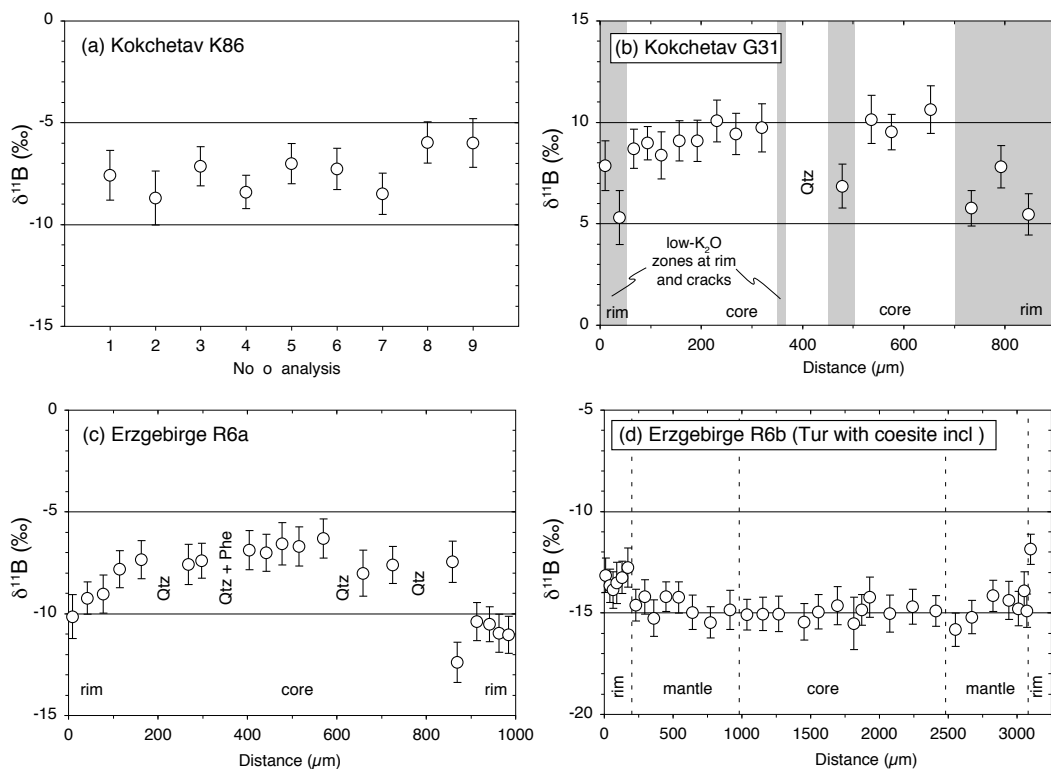 (a) Kokchetav K86
0
-5
-10
-15
δ¹¹B (‰)
1 2 3 4 5 6 7 8 9
No o analysis
(b) Kokchetav G31
15
10
5
0
δ¹¹B (‰)
Qtz
low-K₂O
zones at rim
and cracks
rim core core rim
0 200 400 600 800
Distance (µm)
(c) Erzgebirge R6a
0
-5
-10
-15
δ¹¹B (‰)
Qtz Qtz + Phe Qtz Qtz
rim core rim
0 200 400 600 800 1000
Distance (µm)
(d) Erzgebirge R6b (Tur with coesite incl )
-5
-10
-15
-20
δ¹¹B (‰)
rim mantle core mantle rim
0 500 1000 1500 2000 2500 3000
Distance (µm)